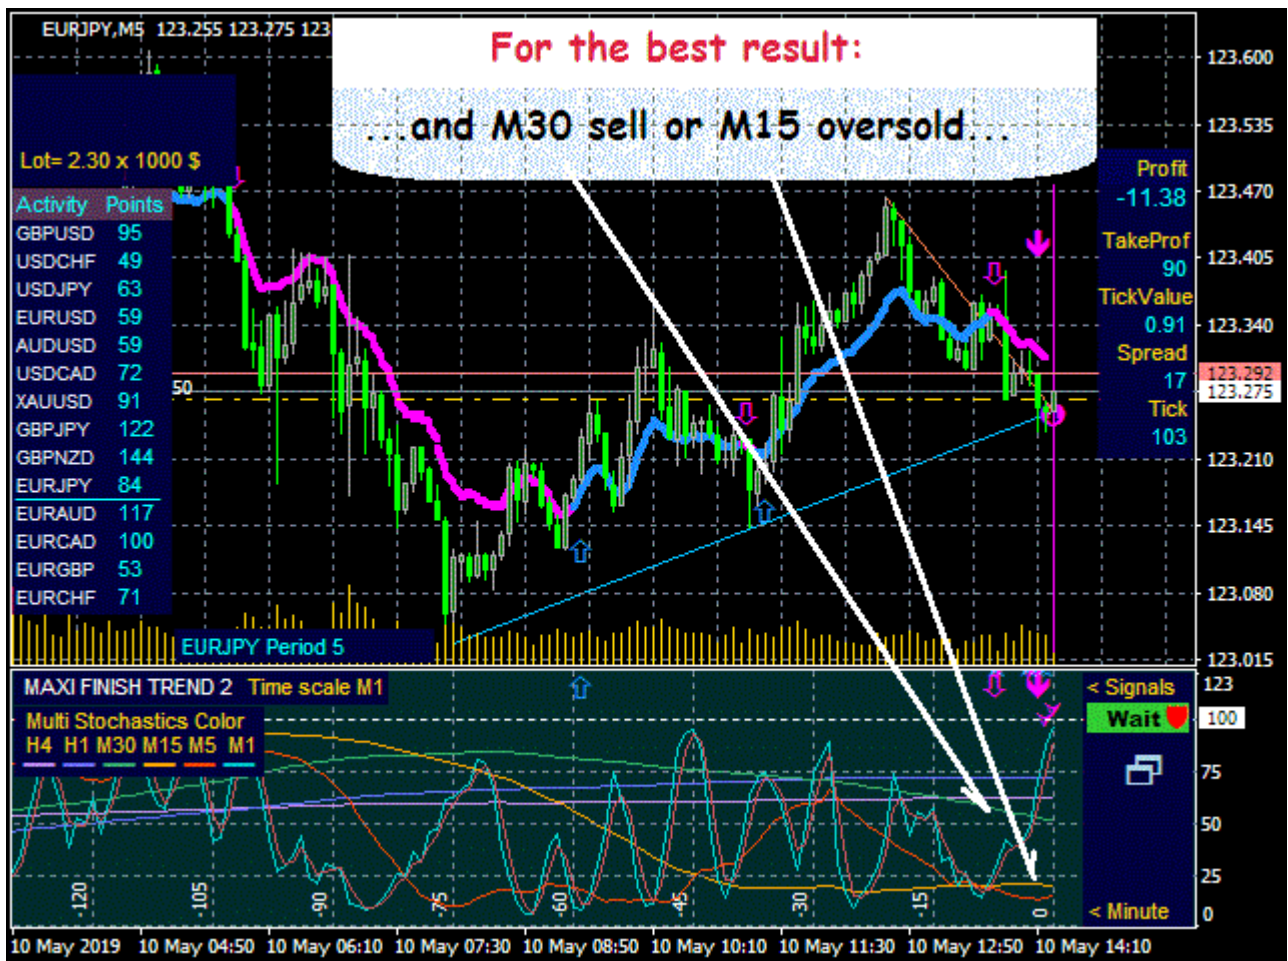 EURJPY,M5 123.255 123.275 123
For the best result:
...and M30 sell or M15 oversold...
Lot= 2.30 x 1000 $
Activity Points
GBPUSD 95
USDCHF 49
USDJPY 63
EURUSD 59
AUDUSD 59
USDCAD 72
XAUUSD 91
GBPJPY 122
GBPNZD 144
EURJPY 84
EURAUD 117
EURCAD 100
EURGBP 53
EURCHF 71
50
EURJPY Period 5
Profit
-11.38
TakeProf
90
TickValue
0.91
Spread
17
Tick
103
123.600
123.535
123.470
123.405
123.340
123.292
123.275
123.210
123.145
123.080
123.015
MAXI FINISH TREND 2 Time scale M1
Multi Stochastics Color
H4 H1 M30 M15 M5 M1
< Signals
Wait
< Minute
123
100
75
50
25
0
-120 -105 -90 -75 -60 -45 -30 -15 0
10 May 2019 10 May 04:50 10 May 06:10 10 May 07:30 10 May 08:50 10 May 10:10 10 May 11:30 10 May 12:50 10 May 14:10